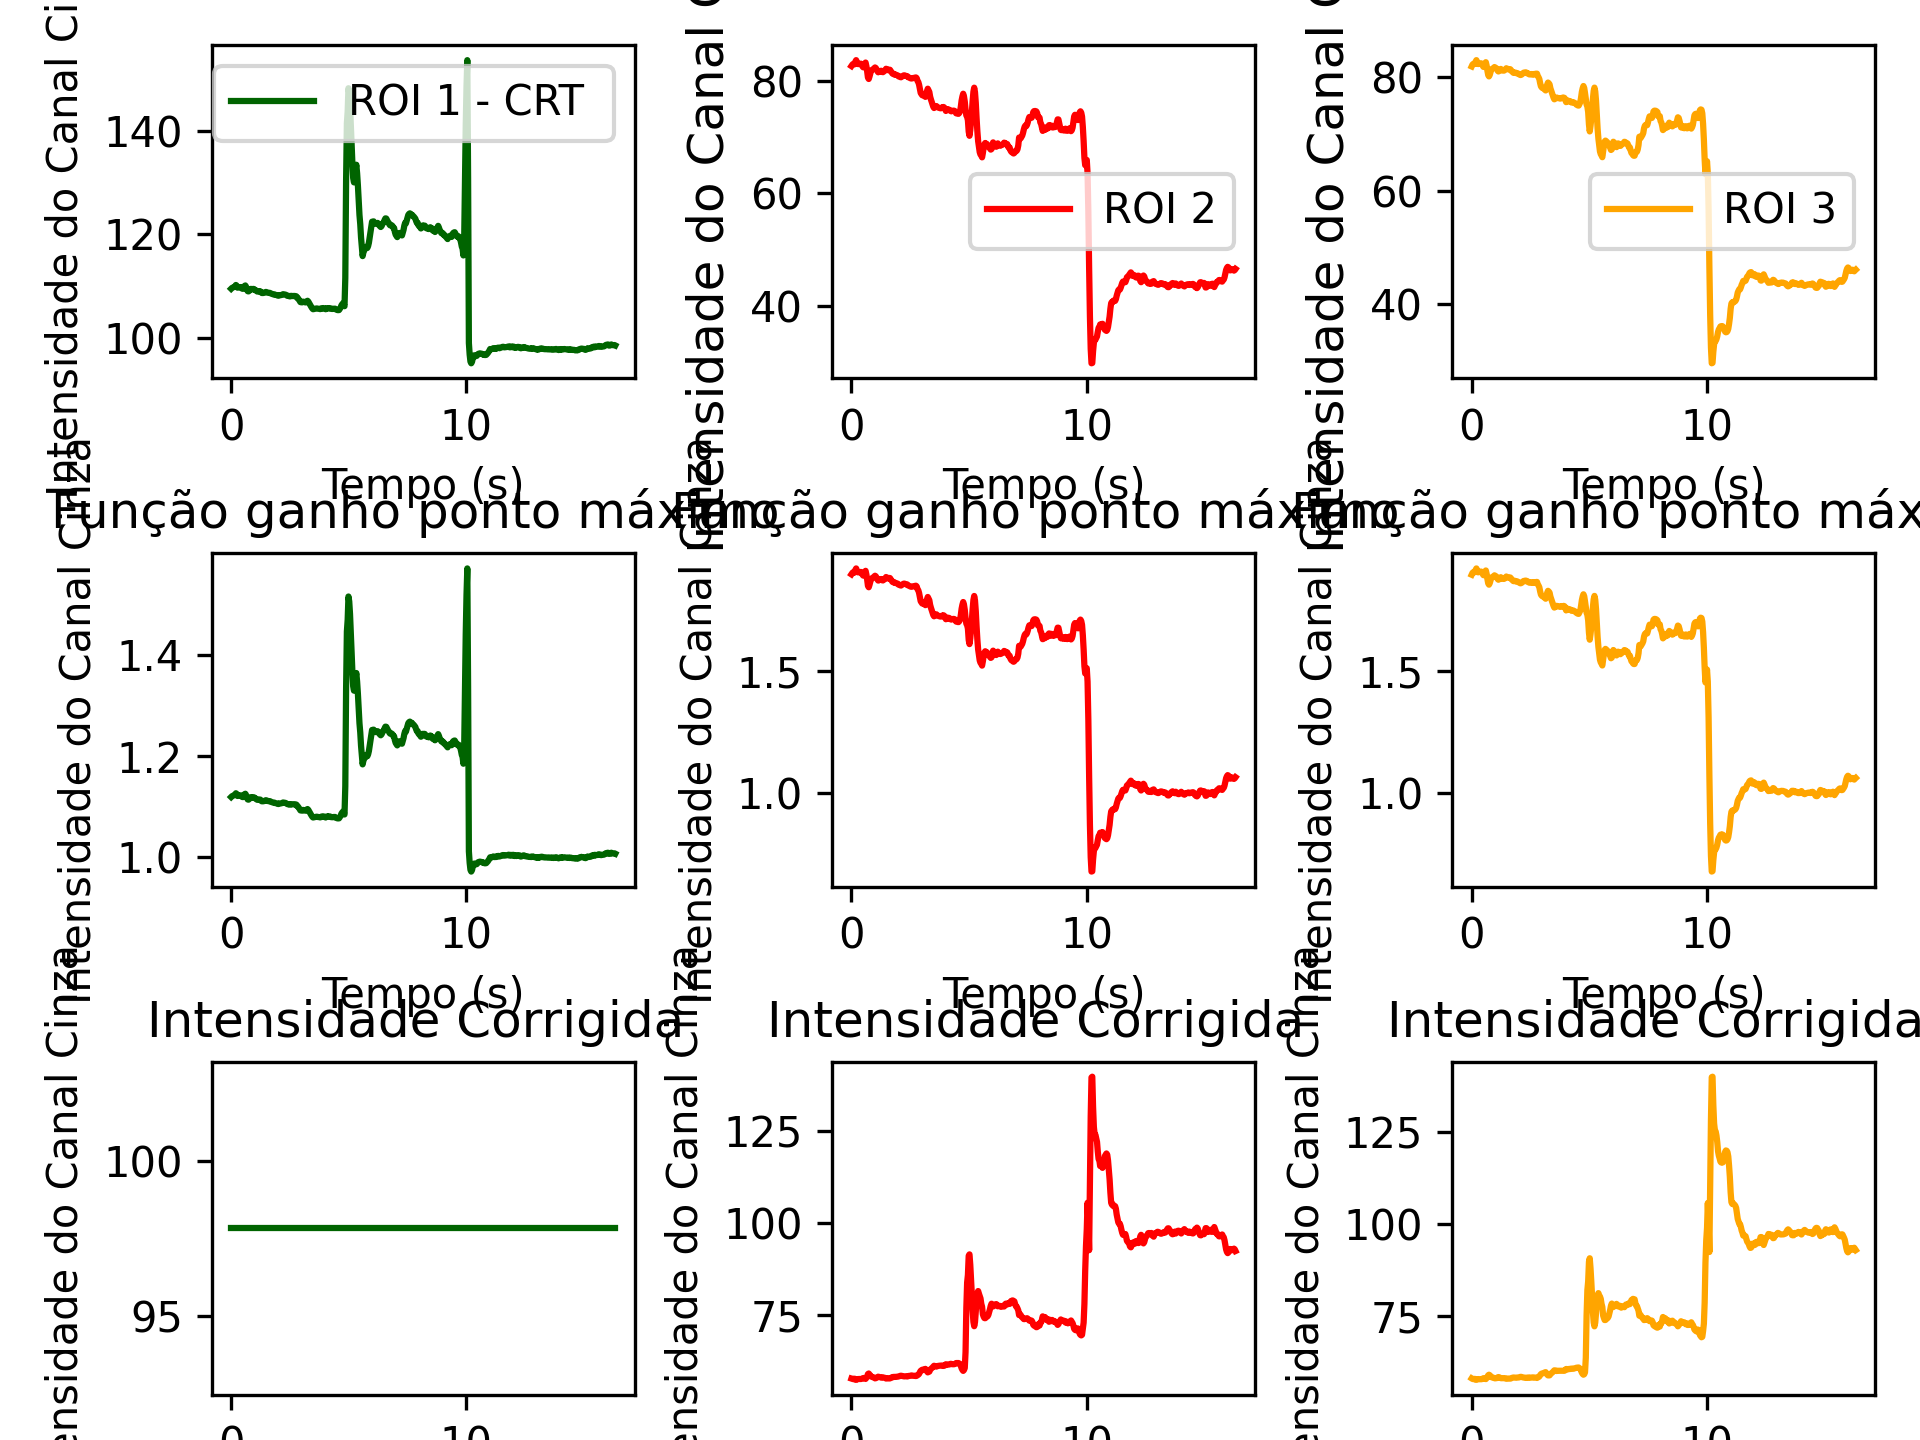 Intensidade do Canal Ci
140
120
100
ROI 1 - CRT
0 10
Tempo (s)
Intensidade do Canal C
80
60
40
ROI 2
0 10
Tempo (s)
Intensidade do Canal C
80
60
40
ROI 3
0 10
Tempo (s)
Função ganho ponto máximo
Intensidade do Canal Cinza
1.4
1.2
1.0
0 10
Tempo (s)
Função ganho ponto máximo
Intensidade do Canal Cinza
1.5
1.0
0 10
Tempo (s)
Função ganho ponto máx
Intensidade do Canal Cinza
1.5
1.0
0 10
Tempo (s)
Intensidade Corrigida
ensidade do Canal Cinza
100
95
0 10
Intensidade Corrigida
ensidade do Canal Cinza
125
100
75
0 10
Intensidade Corrigida
ensidade do Canal Cinza
125
100
75
0 10